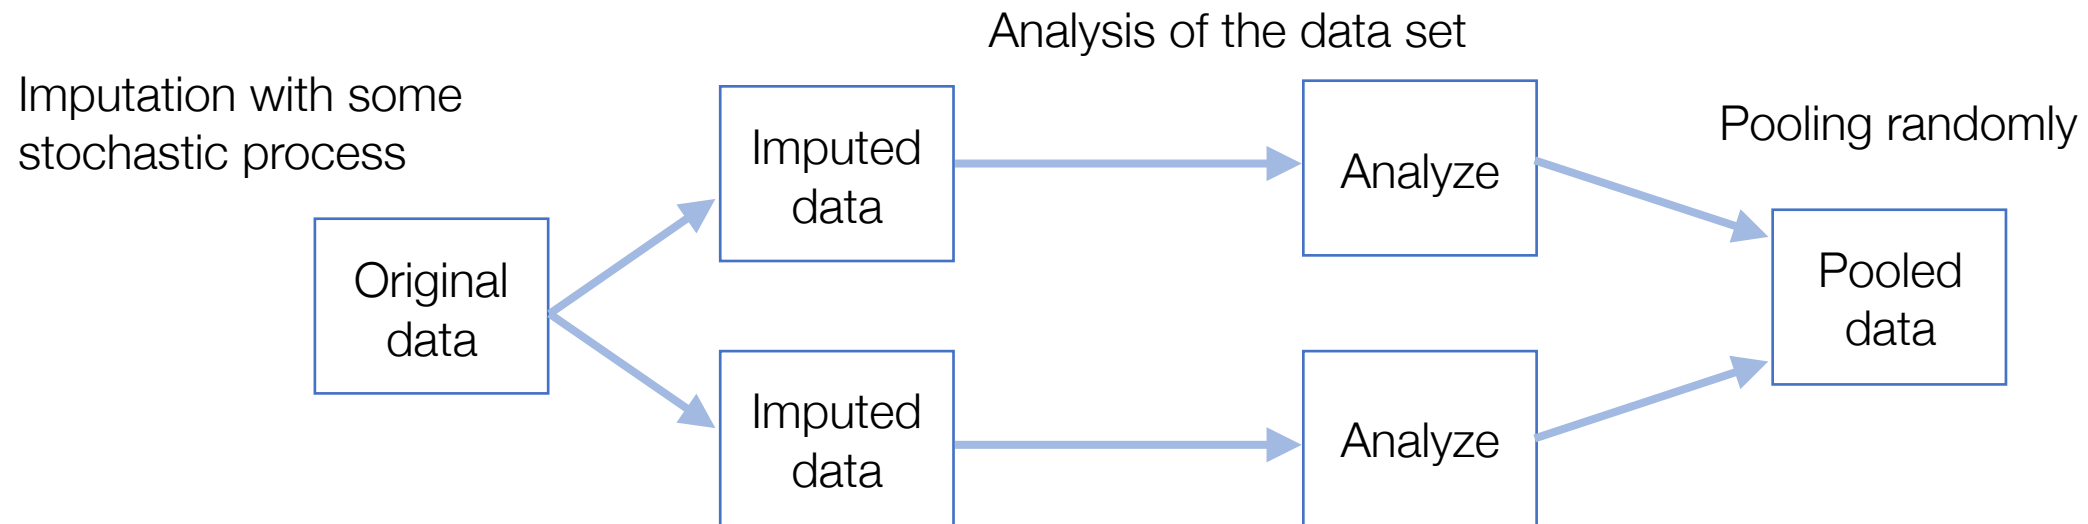 Analysis of the data set
Imputation with some
stochastic process
Pooling randomly
Imputed
data
Analyze
Original
data
Pooled
data
Imputed
data
Analyze